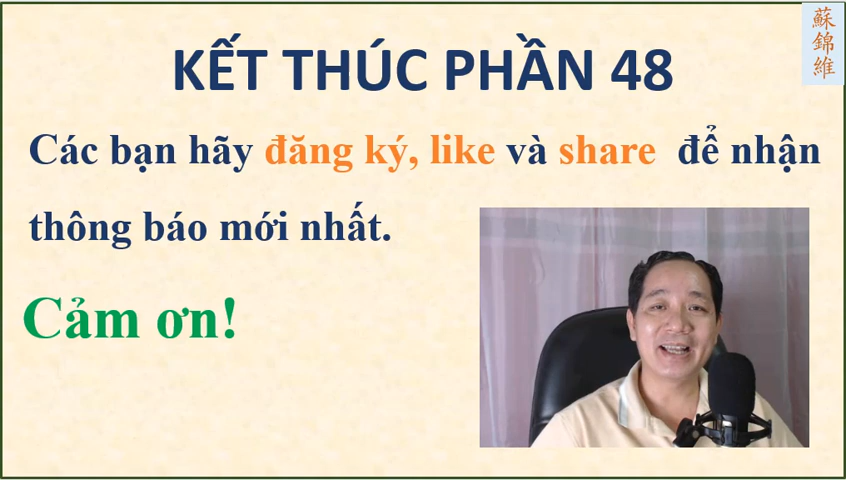 蘇錦維
KẾT THÚC PHẦN 48
Các bạn hãy đăng ký, like và share để nhận
thông báo mới nhất.
Cảm ơn!